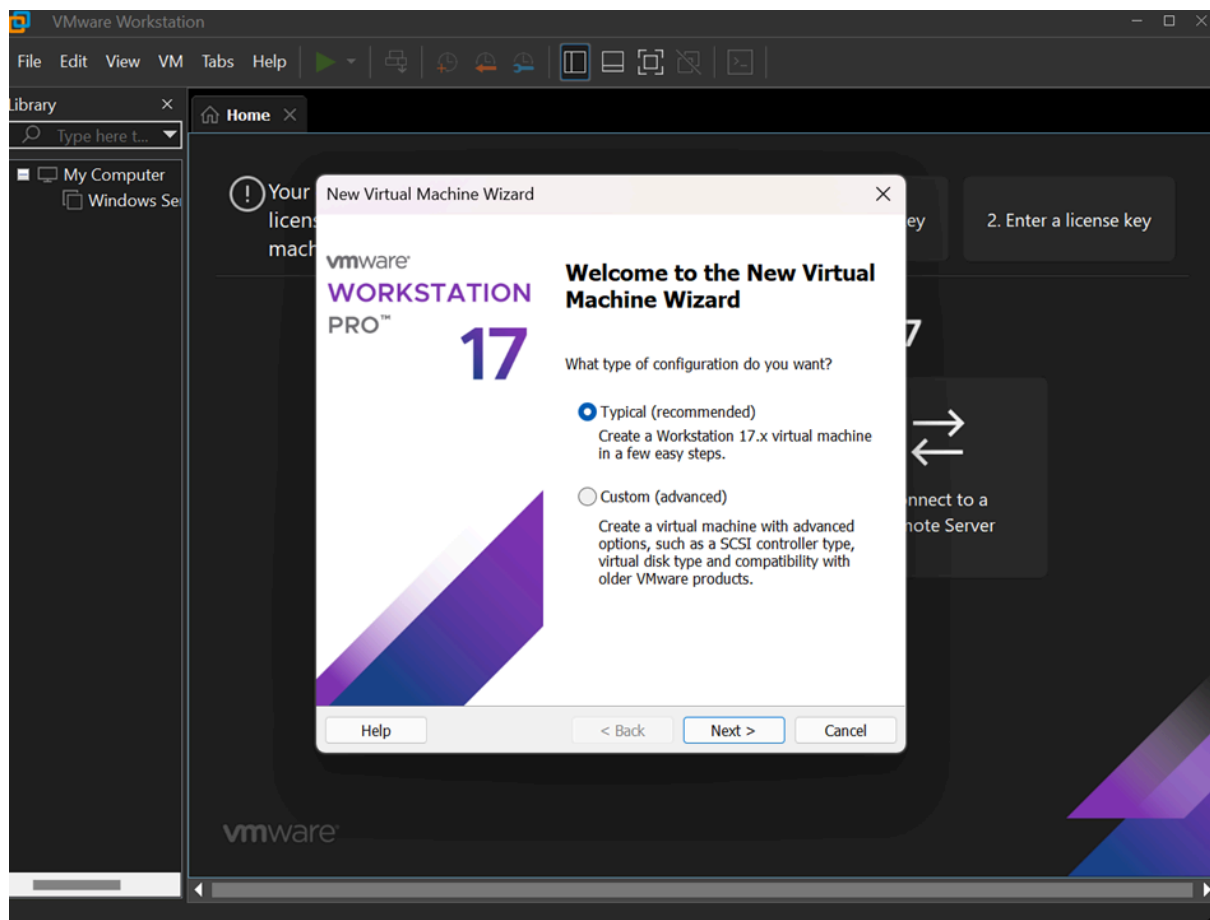 VMware Workstation
File Edit View VM Tabs Help
Library
Type here t...
My Computer
Windows Se
Home
Your
licens
mach
ey
2. Enter a license key
7
nnect to a
note Server
vmware
New Virtual Machine Wizard
vmware
WORKSTATION
PRO™
17
Welcome to the New Virtual
Machine Wizard
What type of configuration do you want?
Typical (recommended)
Create a Workstation 17.x virtual machine
in a few easy steps.
Custom (advanced)
Create a virtual machine with advanced
options, such as a SCSI controller type,
virtual disk type and compatibility with
older VMware products.
Help
< Back
Next >
Cancel